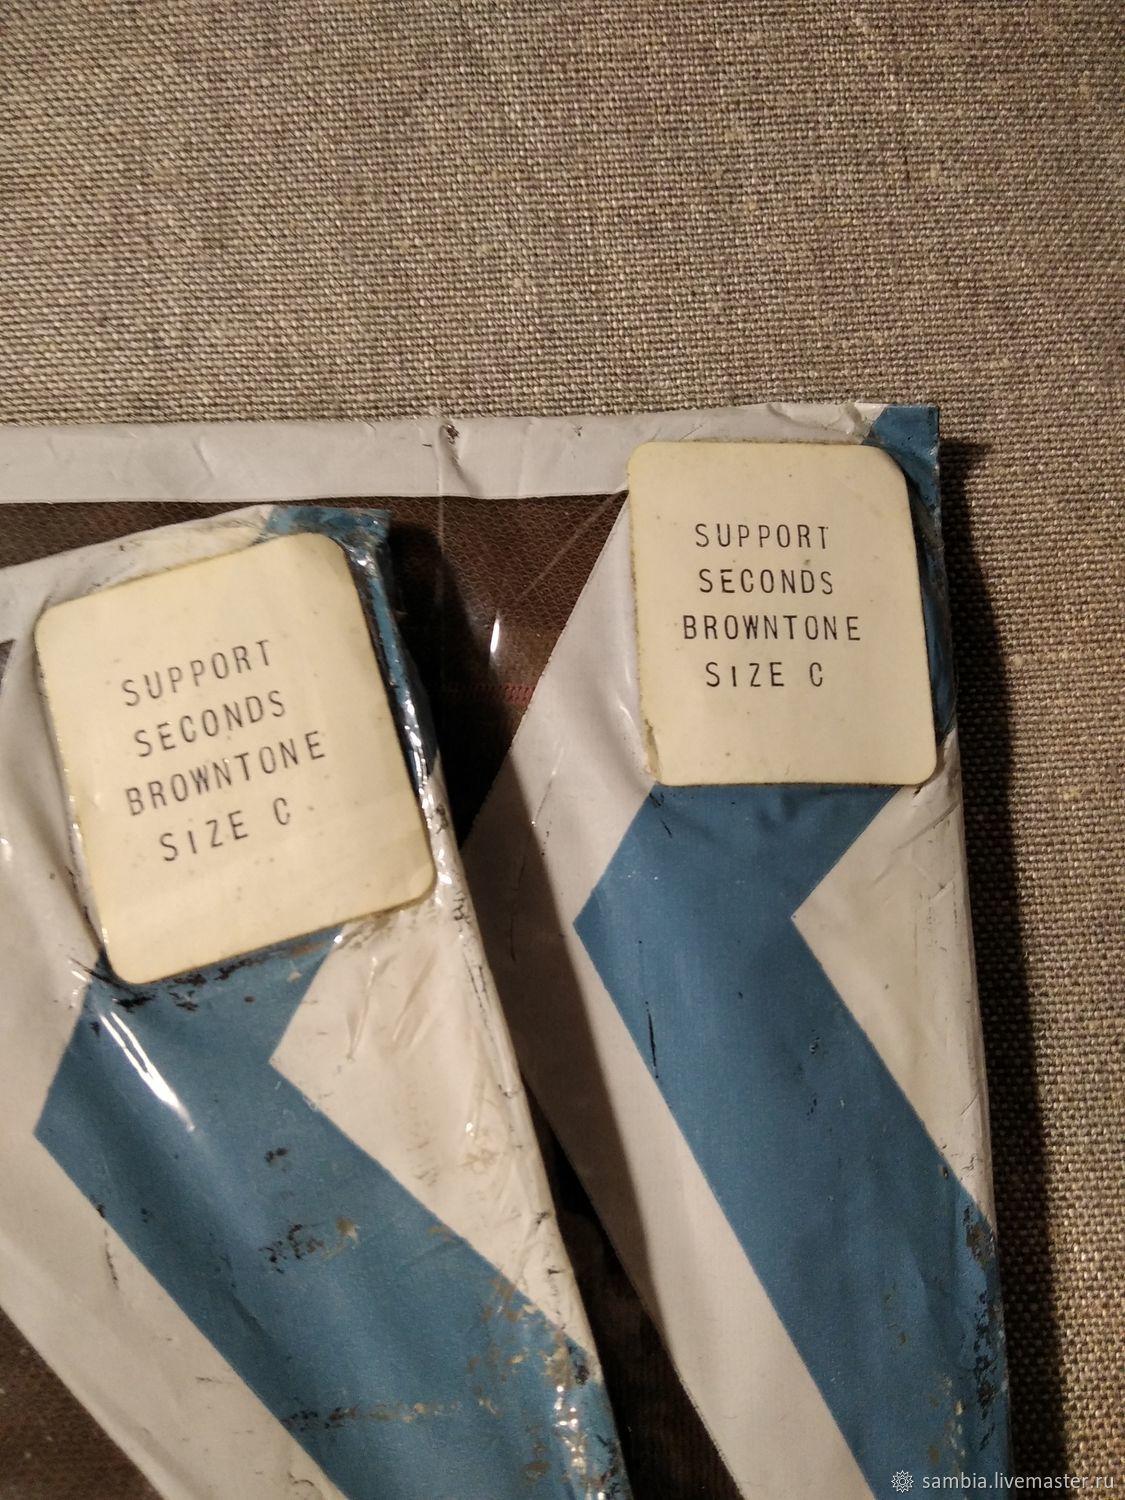 SUPPORT
SECONDS
BROWNTONE
SIZE C
SUPPORT
SECONDS
BROWNTONE
SIZE C
sambia.livemaster.ru